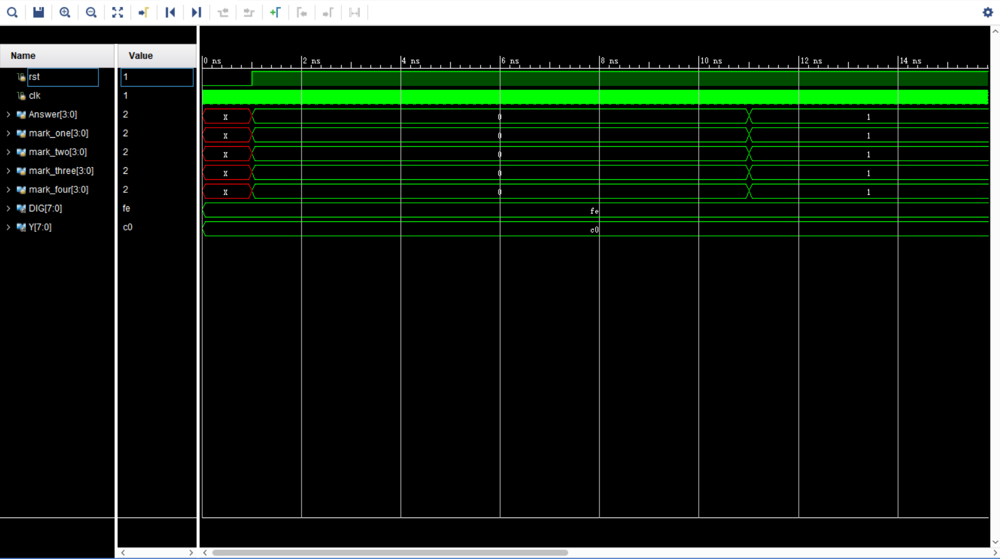 Name Value
0 ns 2 ns 4 ns 6 ns 8 ns 10 ns 12 ns 14 ns
rst 1
clk 1
Answer[3:0] 2 X 0 1
mark_one[3:0] 2 X 0 1
mark_two[3:0] 2 X 0 1
mark_three[3:0] 2 X 0 1
mark_four[3:0] 2 X 0 1
DIG[7:0] fe fe
Y[7:0] c0 c0